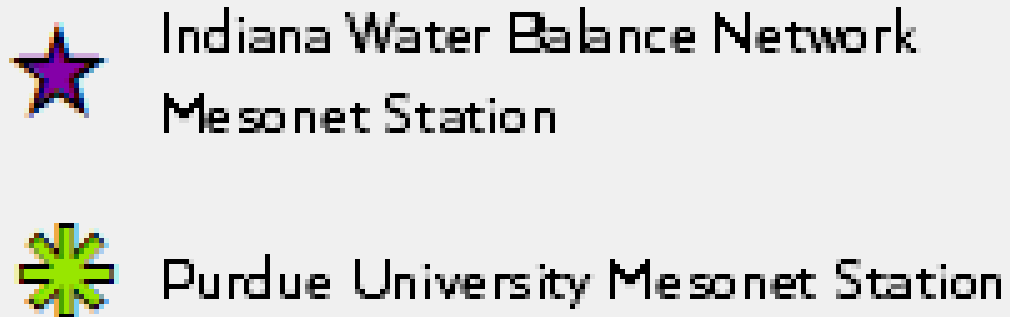 Indiana Water Balance Network
Mesonet Station
Purdue University Mesonet Station